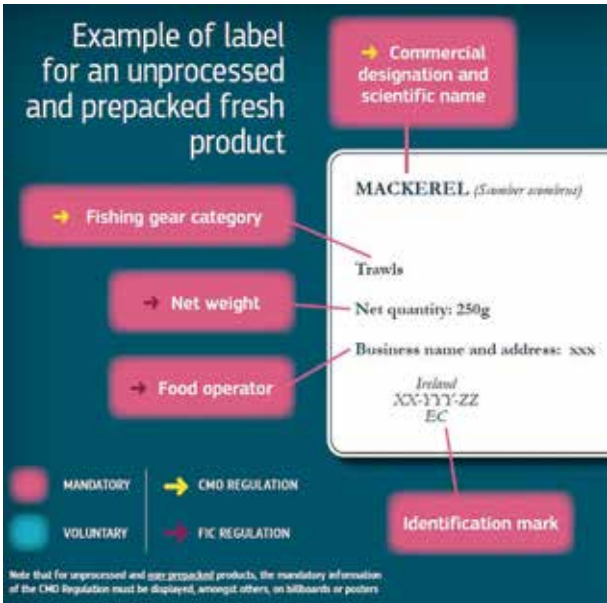 Example of label
for an unprocessed
and prepacked fresh
product
➔ Commercial
designation and
scientific name
MACKEREL (Scomber scombrus)
➔ Fishing gear category
Trawls
➔ Net weight
Net quantity: 250g
Business name and address: xxx
➔ Food operator
Ireland
XX-YYY-ZZ
EC
MANDATORY
➔ CMO REGULATION
VOLUNTARY
➔ FIC REGULATION
Identification mark
Note that for unprocessed and non prepacked products, the mandatory information
of the CMO Regulation must be displayed, amongst others, on billboards or posters